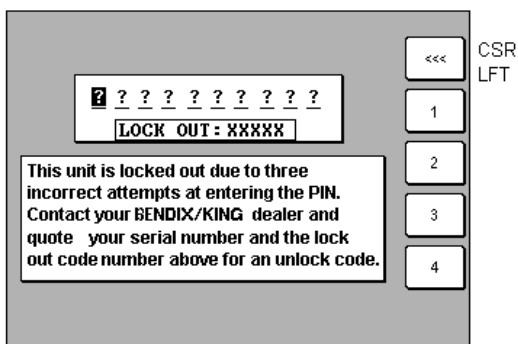 <<< CSR
LFT
? ? ? ? ? ? ? ? ? ?
LOCK OUT: XXXXX
1
This unit is locked out due to three
incorrect attempts at entering the PIN.
Contact your BENDIX/KING dealer and
quote your serial number and the lock
out code number above for an unlock code.
2
3
4